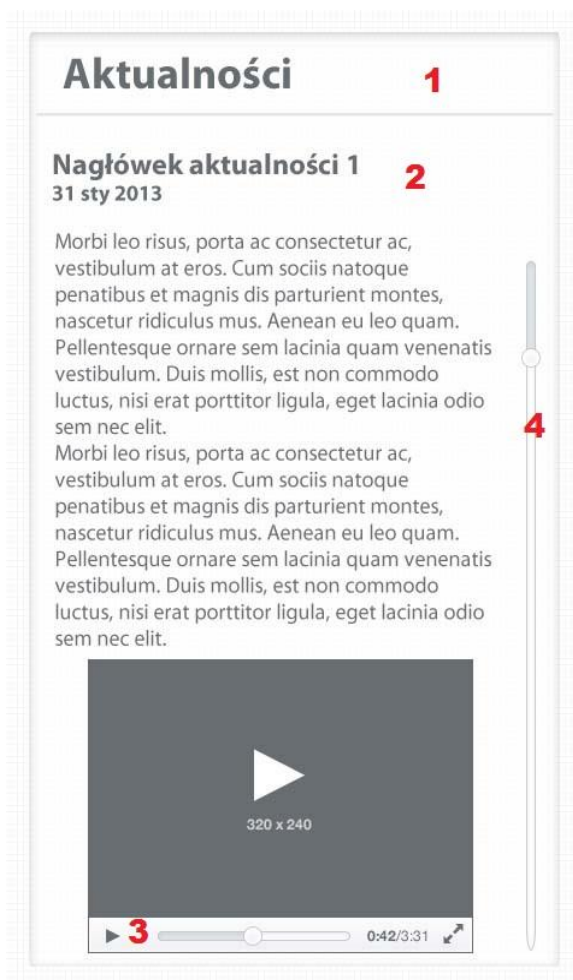 Aktualności 1
Nagłówek aktualności 1 2
31 sty 2013
Morbi leo risus, porta ac consectetur ac,
vestibulum at eros. Cum sociis natoque
penatibus et magnis dis parturient montes,
nascetur ridiculus mus. Aenean eu leo quam.
Pellentesque ornare sem lacinia quam venenatis
vestibulum. Duis mollis, est non commodo
luctus, nisi erat porttitor ligula, eget lacinia odio
sem nec elit.
4
Morbi leo risus, porta ac consectetur ac,
vestibulum at eros. Cum sociis natoque
penatibus et magnis dis parturient montes,
nascetur ridiculus mus. Aenean eu leo quam.
Pellentesque ornare sem lacinia quam venenatis
vestibulum. Duis mollis, est non commodo
luctus, nisi erat porttitor ligula, eget lacinia odio
sem nec elit.
320 x 240
3 0:42/3:31